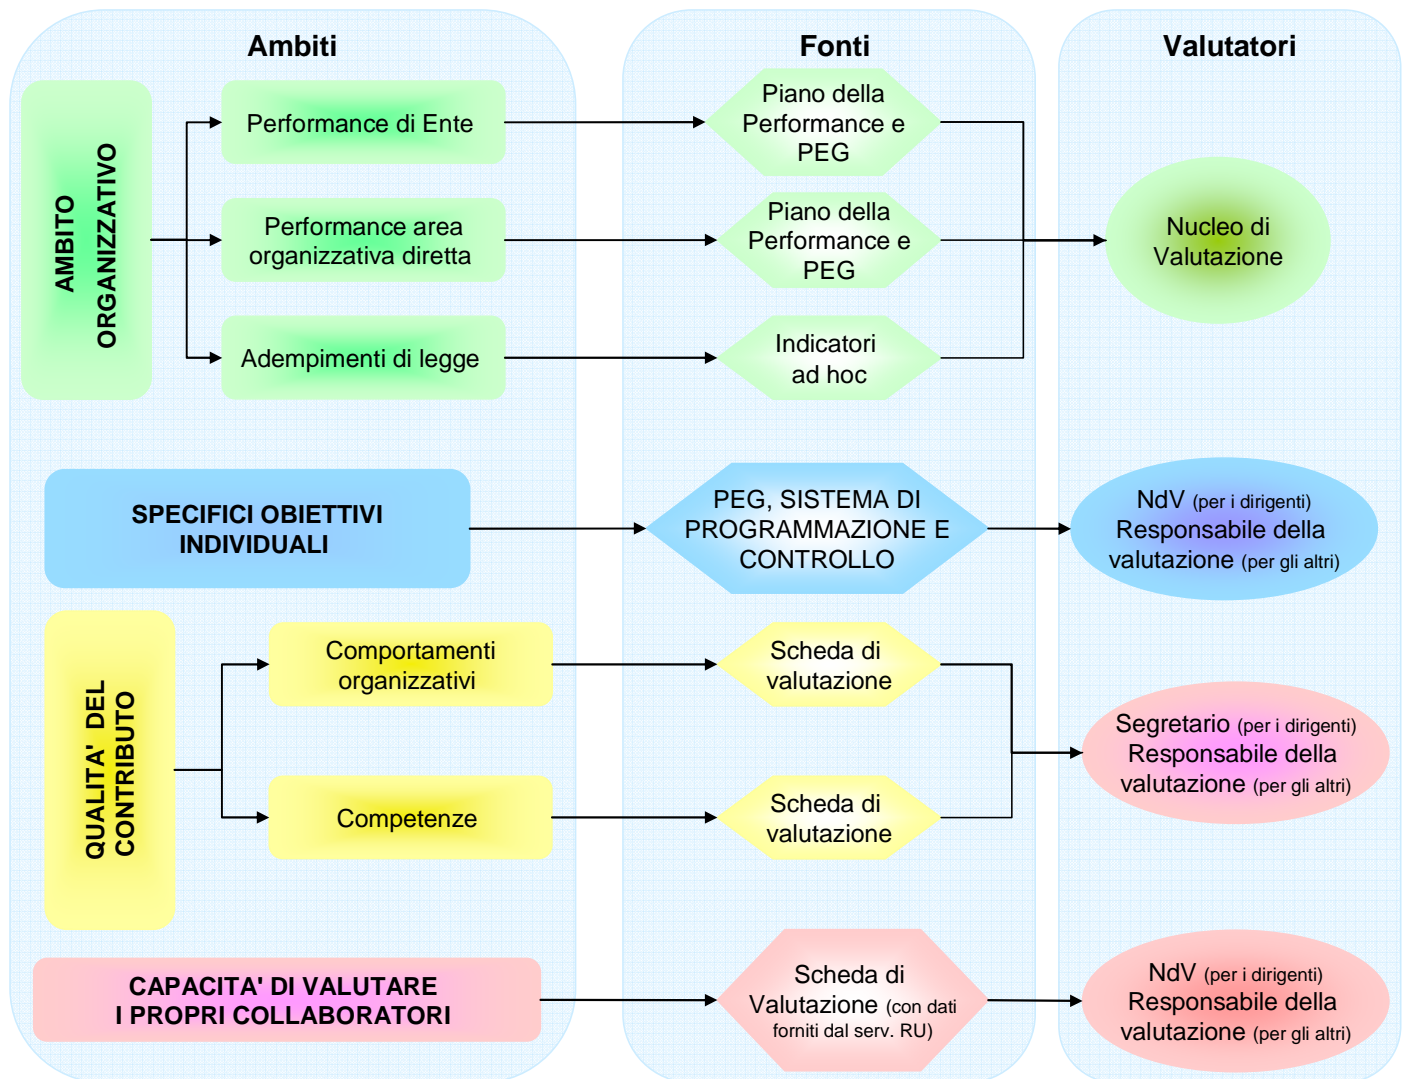 Ambiti
Fonti
Valutatori
AMBITO
ORGANIZZATIVO
Performance di Ente
Piano della
Performance e
PEG
Performance area
organizzativa diretta
Piano della
Performance e
PEG
Nucleo di
Valutazione
Adempimenti di legge
Indicatori
ad hoc
SPECIFICI OBIETTIVI
INDIVIDUALI
PEG, SISTEMA DI
PROGRAMMAZIONE E
CONTROLLO
NdV (per i dirigenti)
Responsabile della
valutazione (per gli altri)
QUALITA' DEL
CONTRIBUTO
Comportamenti
organizzativi
Scheda di
valutazione
Competenze
Scheda di
valutazione
Segretario (per i dirigenti)
Responsabile della
valutazione (per gli altri)
CAPACITA' DI VALUTARE
I PROPRI COLLABORATORI
Scheda di
Valutazione (con dati
forniti dal serv. RU)
NdV (per i dirigenti)
Responsabile della
valutazione (per gli altri)